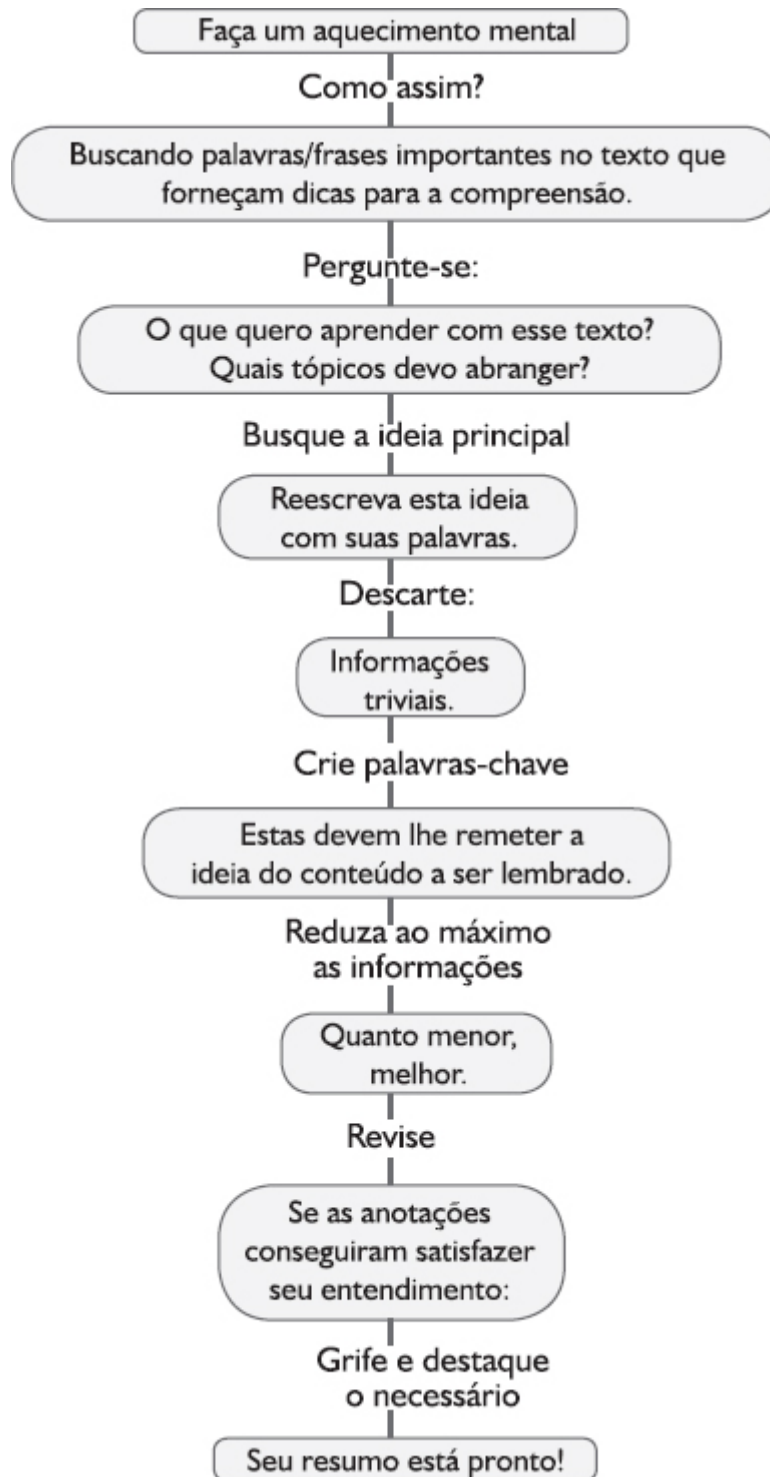 Faça um aquecimento mental
Como assim?
Buscando palavras/frases importantes no texto que
forneçam dicas para a compreensão.
Pergunte-se:
O que quero aprender com esse texto?
Quais tópicos devo abranger?
Busque a ideia principal
Reescreva esta ideia
com suas palavras.
Descarte:
Informações
triviais.
Crie palavras-chave
Estas devem lhe remeter a
ideia do conteúdo a ser lembrado.
Reduza ao máximo
as informações
Quanto menor,
melhor.
Revise
Se as anotações
conseguiram satisfazer
seu entendimento:
Grife e destaque
o necessário
Seu resumo está pronto!